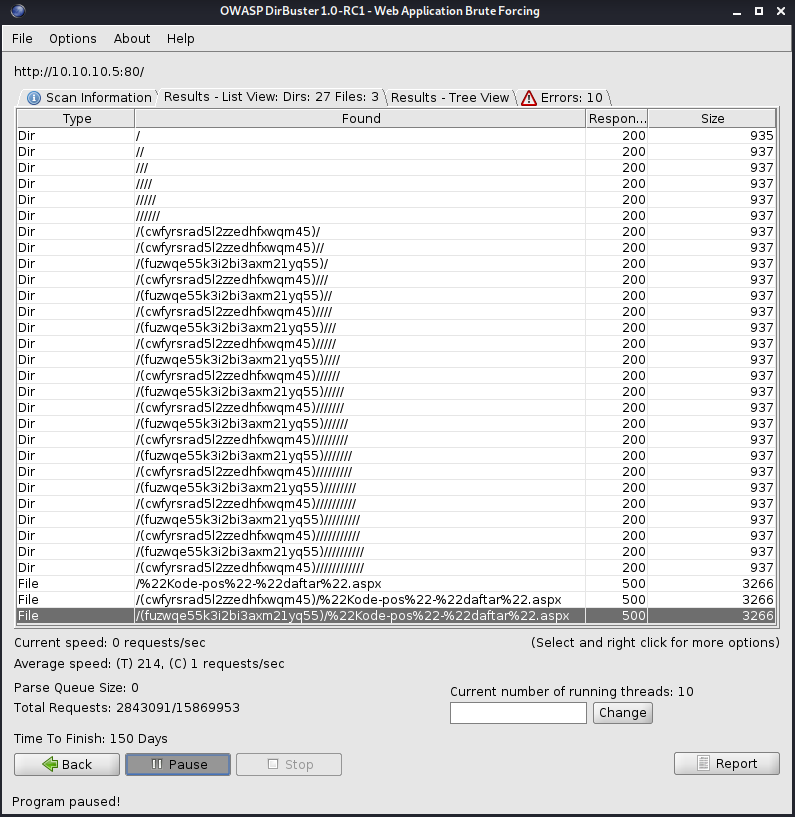 OWASP DirBuster 1.0-RC1 - Web Application Brute Forcing
File Options About Help
http://10.10.10.5:80/
Scan Information Results - List View: Dirs: 27 Files: 3 Results - Tree View Errors: 10
Type Found Respon... Size
Dir / 200 935
Dir // 200 937
Dir /// 200 937
Dir //// 200 937
Dir ///// 200 937
Dir ////// 200 937
Dir /(cwfyrsrad5l2zzedhfxwqm45)/ 200 937
Dir /(cwfyrsrad5l2zzedhfxwqm45)// 200 937
Dir /(fuzwqe55k3i2bi3axm21yq55)/ 200 937
Dir /(cwfyrsrad5l2zzedhfxwqm45)/// 200 937
Dir /(fuzwqe55k3i2bi3axm21yq55)// 200 937
Dir /(cwfyrsrad5l2zzedhfxwqm45)//// 200 937
Dir /(fuzwqe55k3i2bi3axm21yq55)/// 200 937
Dir /(cwfyrsrad5l2zzedhfxwqm45)///// 200 937
Dir /(fuzwqe55k3i2bi3axm21yq55)//// 200 937
Dir /(cwfyrsrad5l2zzedhfxwqm45)////// 200 937
Dir /(fuzwqe55k3i2bi3axm21yq55)///// 200 937
Dir /(cwfyrsrad5l2zzedhfxwqm45)/////// 200 937
Dir /(fuzwqe55k3i2bi3axm21yq55)////// 200 937
Dir /(cwfyrsrad5l2zzedhfxwqm45)//////// 200 937
Dir /(fuzwqe55k3i2bi3axm21yq55)/////// 200 937
Dir /(cwfyrsrad5l2zzedhfxwqm45)///////// 200 937
Dir /(fuzwqe55k3i2bi3axm21yq55)//////// 200 937
Dir /(cwfyrsrad5l2zzedhfxwqm45)////////// 200 937
Dir /(fuzwqe55k3i2bi3axm21yq55)///////// 200 937
Dir /(cwfyrsrad5l2zzedhfxwqm45)/////////// 200 937
Dir /(fuzwqe55k3i2bi3axm21yq55)////////// 200 937
Dir /(cwfyrsrad5l2zzedhfxwqm45)//////////// 200 937
File /%22Kode-pos%22-%22daftar%22.aspx 500 3266
File /(cwfyrsrad5l2zzedhfxwqm45)/%22Kode-pos%22-%22daftar%22.aspx 500 3266
File /(fuzwqe55k3i2bi3axm21yq55)/%22Kode-pos%22-%22daftar%22.aspx 500 3266
Current speed: 0 requests/sec (Select and right click for more options)
Average speed: (T) 214, (C) 1 requests/sec
Parse Queue Size: 0
Current number of running threads: 10
Total Requests: 2843091/15869953
Change
Time To Finish: 150 Days
Back Pause Stop Report
Program paused!